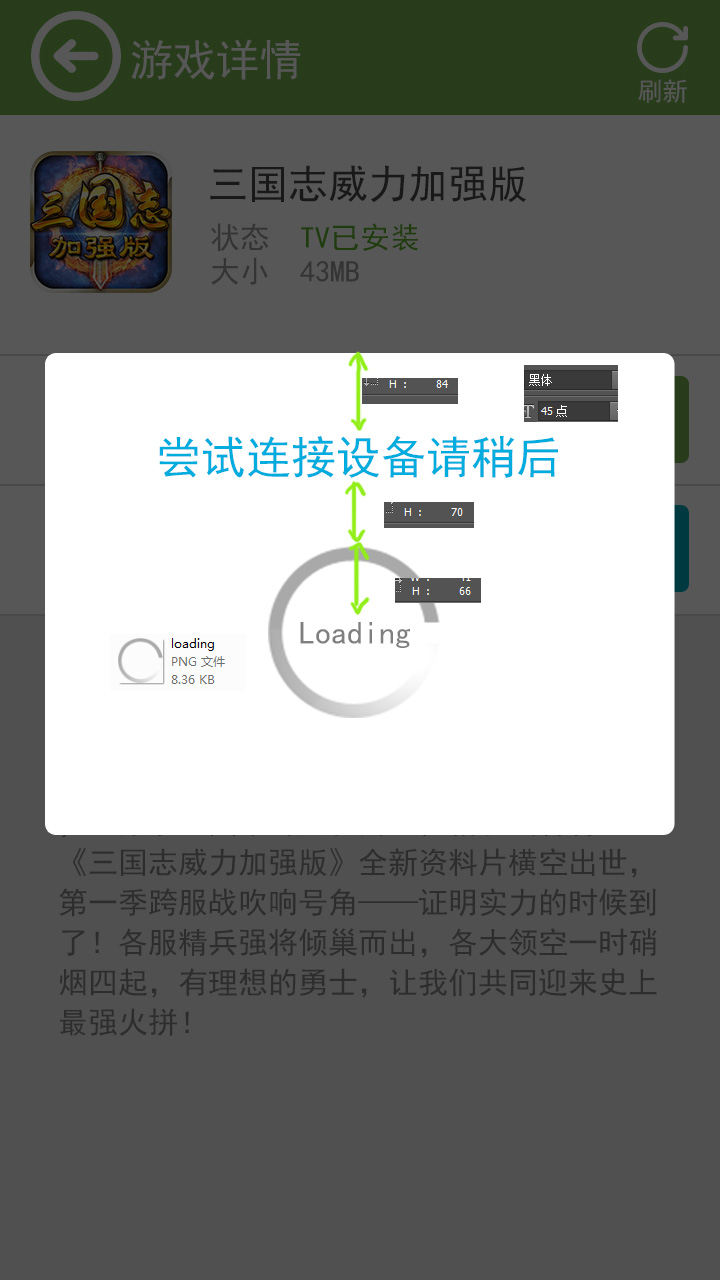 游戏详情
刷新
三国志
加强版
三国志威力加强版
状态 TV已安装
大小 43MB
H : 84
黑体
T 45 点
尝试连接设备请稍后
H : 70
H : 66
Loading
loading
PNG 文件
8.36 KB
《三国志威力加强版》全新资料片横空出世，
第一季跨服战吹响号角——证明实力的时候到
了！各服精兵强将倾巢而出，各大领空一时硝
烟四起，有理想的勇士，让我们共同迎来史上
最强火拼！